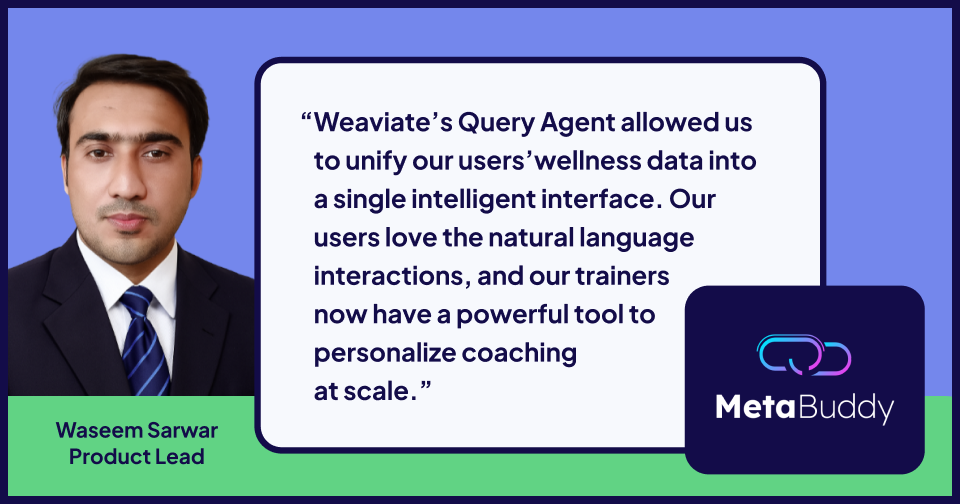 “Weaviate’s Query Agent allowed us
to unify our users’wellness data into
a single intelligent interface. Our
users love the natural language
interactions, and our trainers
now have a powerful tool to
personalize coaching
at scale.”
MetaBuddy
Waseem Sarwar
Product Lead